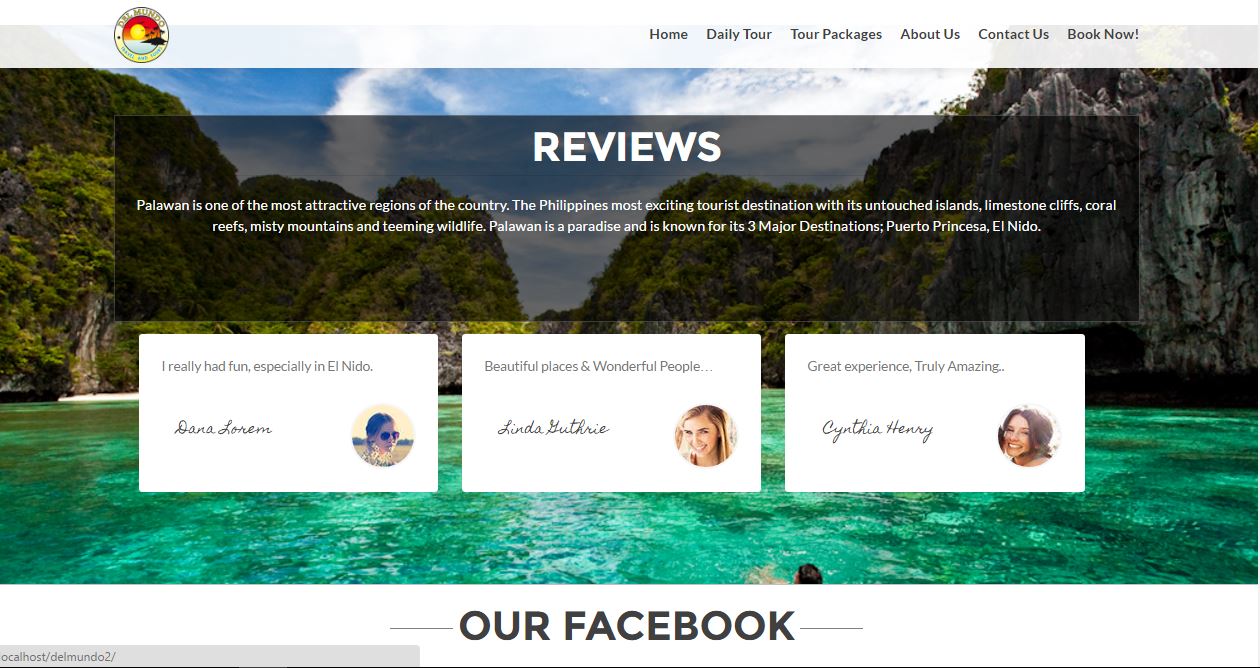 DEL MUNDO
TRAVEL AND TOURS
Home Daily Tour Tour Packages About Us Contact Us Book Now!
REVIEWS
Palawan is one of the most attractive regions of the country. The Philippines most exciting tourist destination with its untouched islands, limestone cliffs, coral
reefs, misty mountains and teeming wildlife. Palawan is a paradise and is known for its 3 Major Destinations; Puerto Princesa, El Nido.
I really had fun, especially in El Nido.
Dana Lorem
Beautiful places & Wonderful People…
Linda Guthrie
Great experience, Truly Amazing..
Cynthia Henry
OUR FACEBOOK
localhost/delmundo2/